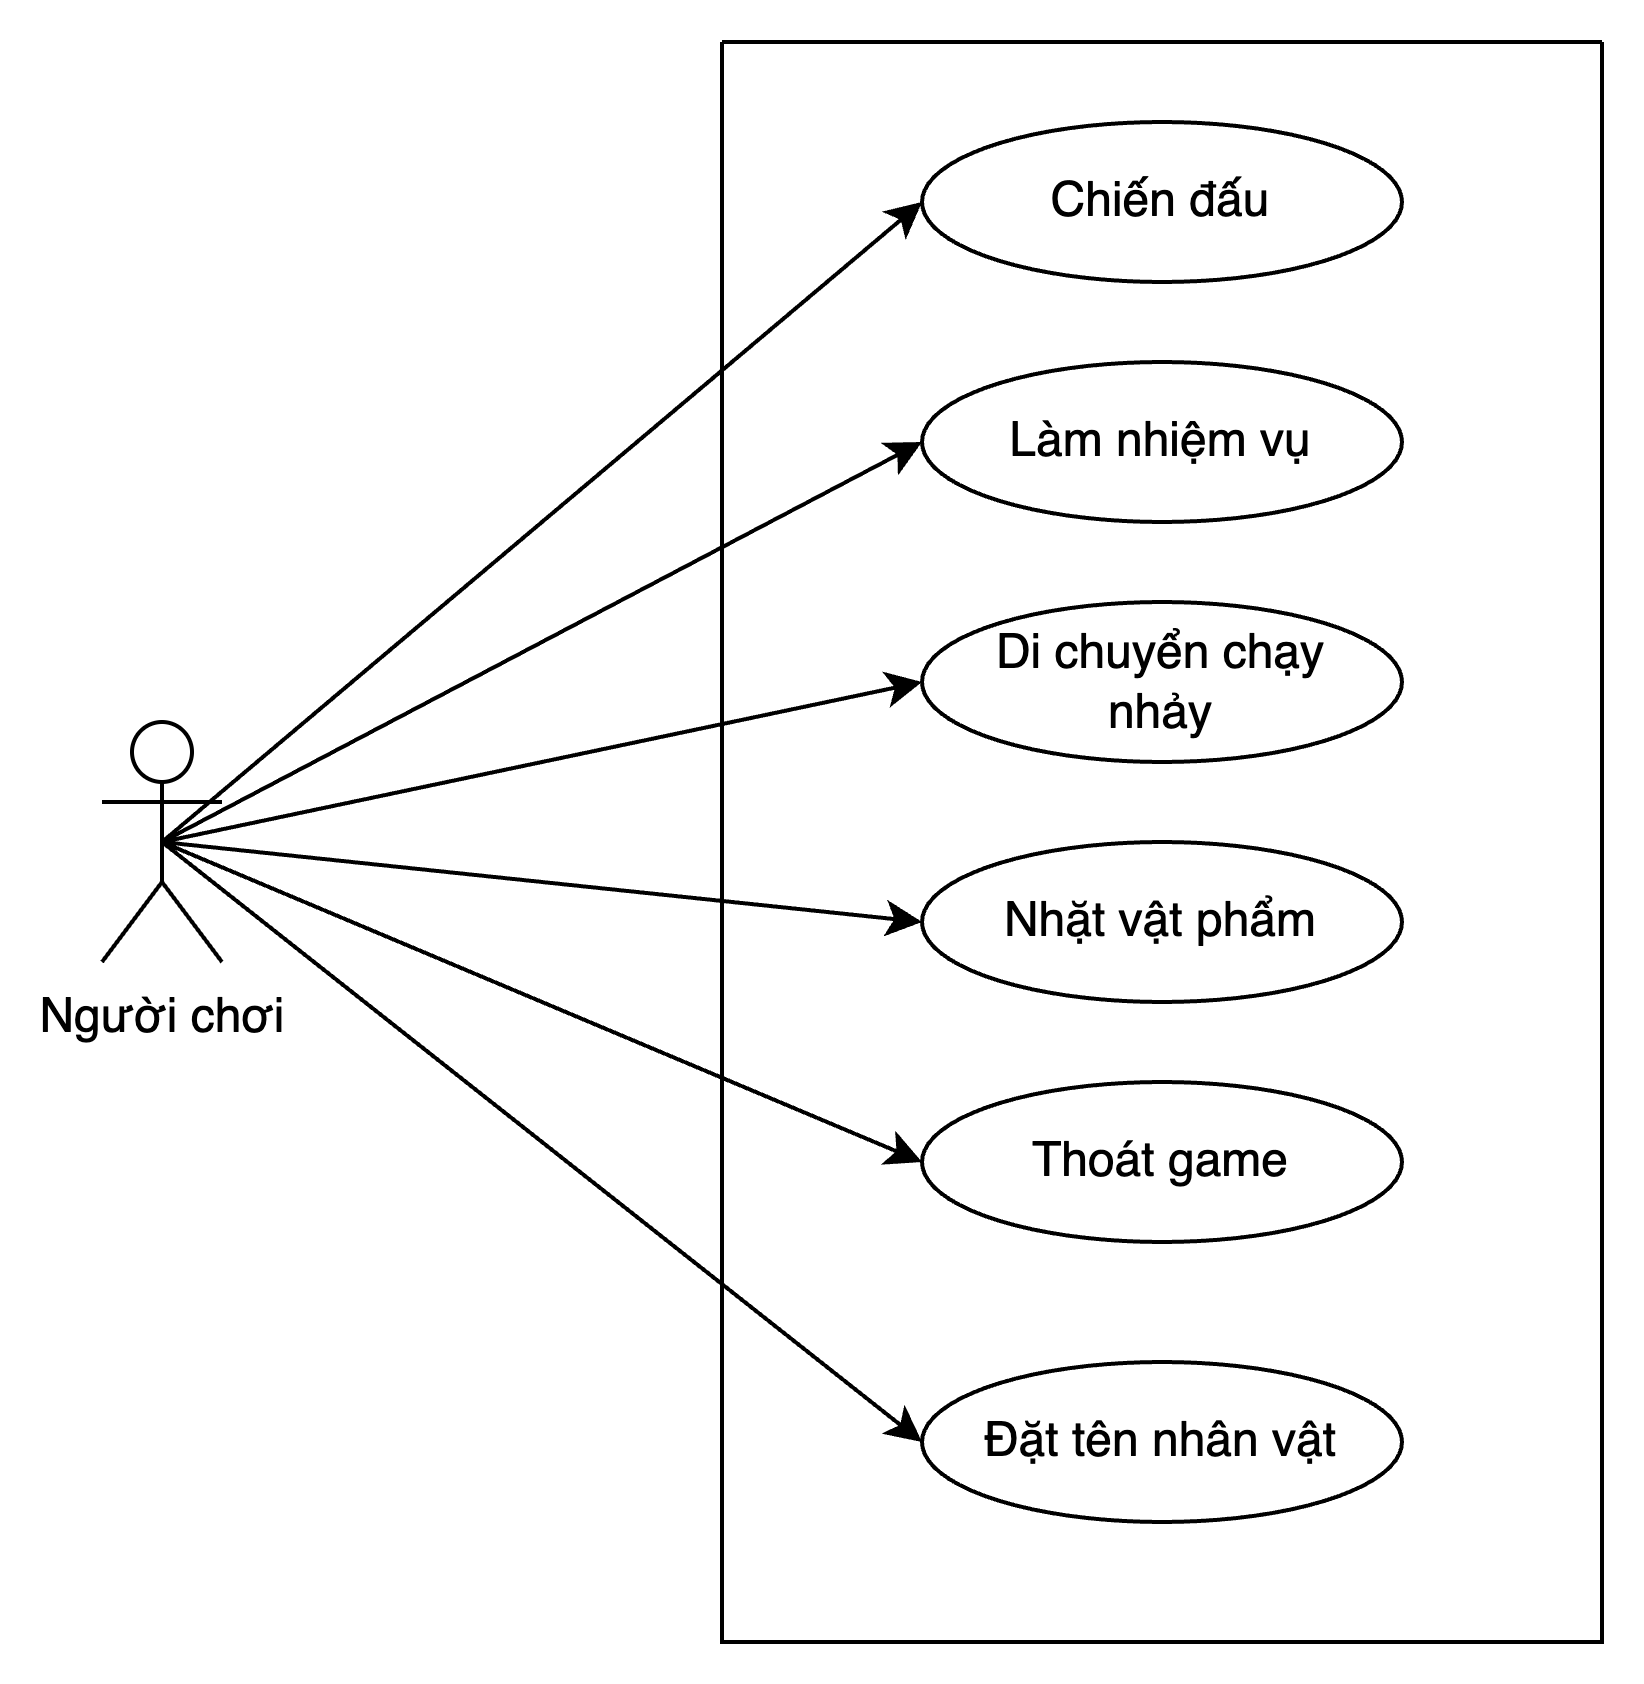 Chiến đấu
Làm nhiệm vụ
Di chuyển chạy
nhảy
Nhặt vật phẩm
Người chơi
Thoát game
Đặt tên nhân vật